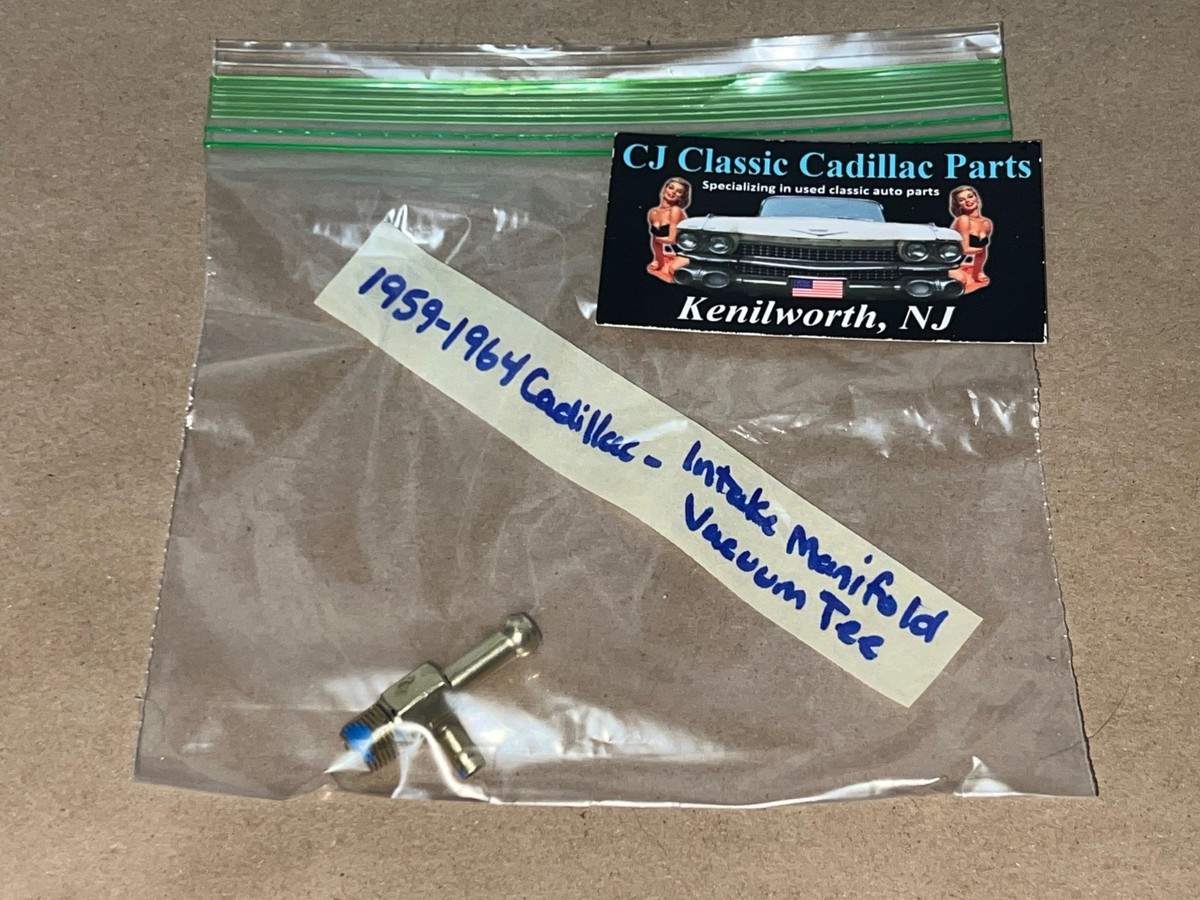 CJ Classic Cadillac Parts
Specializing in used classic auto parts
Kenilworth, NJ
1959-1964 Cadillac - Intake Manifold
Vacuum Tee